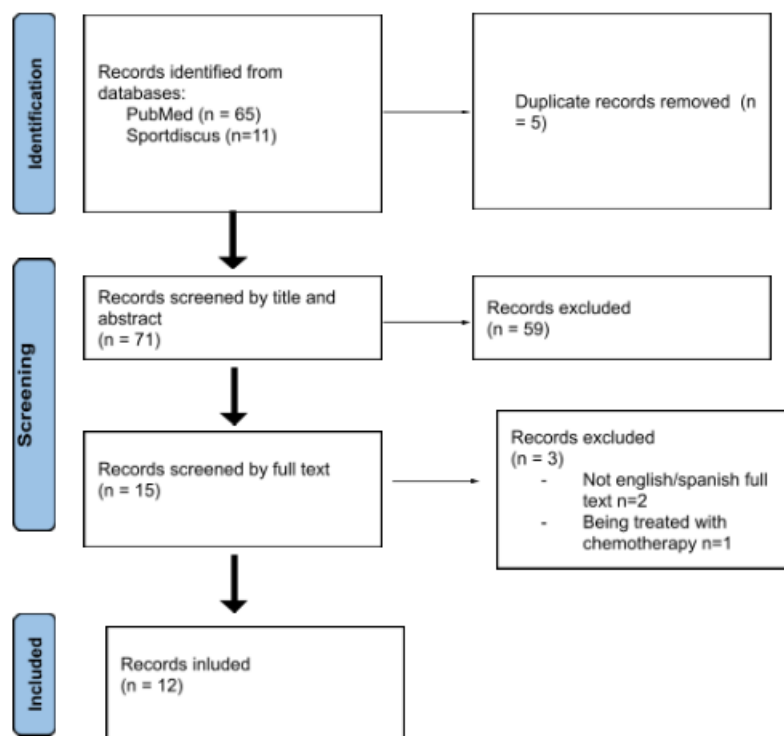 Identification
Records identified from
databases:
PubMed (n = 65)
Sportdiscus (n=11)
Duplicate records removed (n
= 5)
Screening
Records screened by title and
abstract
(n = 71)
Records excluded
(n = 59)
Records screened by full text
(n = 15)
Records excluded
(n = 3)
- Not english/spanish full
text n=2
- Being treated with
chemotherapy n=1
Included
Records inluded
(n = 12)